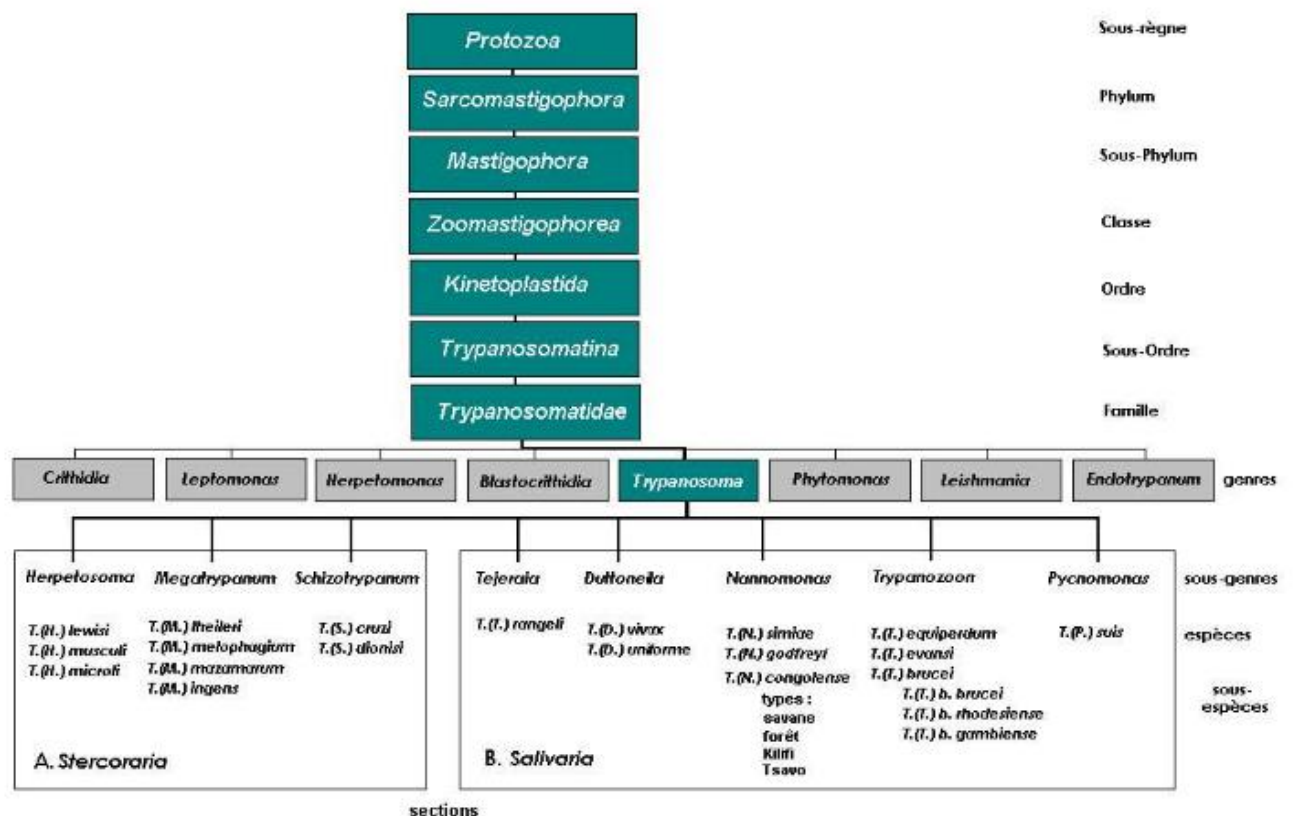 Protozoa Sous-règne
Sarcomastigophora Phylum
Mastigophora Sous-Phylum
Zoomastigophorea Classe
Kinetoplastida Ordre
Trypanosomatina Sous-Ordre
Trypanosomatidae Famille
Crithidia Leptomonas Herpetomonas Blastocrithidia Trypanosoma Phytomonas Leishmania Endotrypanum genres
Herpetosoma Megatrypanum Schizotrypanum Tejeraia Duttonella Nannomonas Trypanozoon Pycnomonas sous-genres
T.(H.) lewisi
T.(H.) musculi
T.(H.) microti
T.(M.) theileri
T.(M.) melophagium
T.(M.) mazamarum
T.(M.) ingens
T.(S.) cruzi
T.(S.) dionisi
A. Stercoraria
T.(T.) rangeli
T.(D.) vivax
T.(D.) uniforme
T.(N.) simiae
T.(N.) godfreyi
T.(N.) congolense
types :
savane
forêt
Kilifi
Tsavo
T.(T.) equiperdum
T.(T.) evansi
T.(T.) brucei
T.(T.) b. brucei
T.(T.) b. rhodesiense
T.(T.) b. gambiense
T.(P.) suis
espèces
sous-
espèces
B. Salivaria
sections